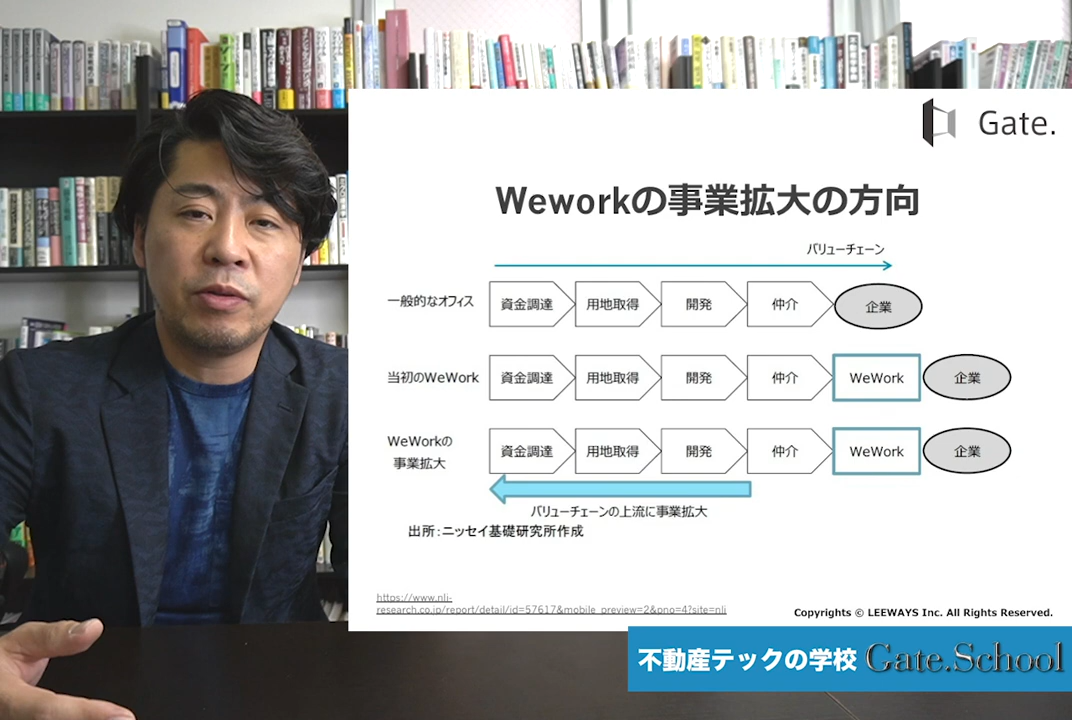 Gate.
Weworkの事業拡大の方向
バリューチェーン
一般的なオフィス 資金調達 用地取得 開発 仲介 企業
当初のWeWork 資金調達 用地取得 開発 仲介 WeWork 企業
WeWorkの
事業拡大 資金調達 用地取得 開発 仲介 WeWork 企業
バリューチェーンの上流に事業拡大
出所：ニッセイ基礎研究所作成
https://www.nli-
research.co.jp/report/detail/id=57617&mobile_preview=2&pno=4?site=nli
Copyrights © LEEWAYS Inc. All Rights Reserved.
不動産テックの学校 Gate.School